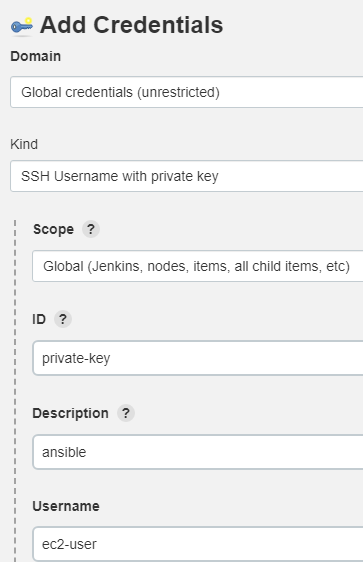 Add Credentials
Domain
Global credentials (unrestricted)
Kind
SSH Username with private key
Scope ?
Global (Jenkins, nodes, items, all child items, etc)
ID ?
private-key
Description ?
ansible
Username
ec2-user